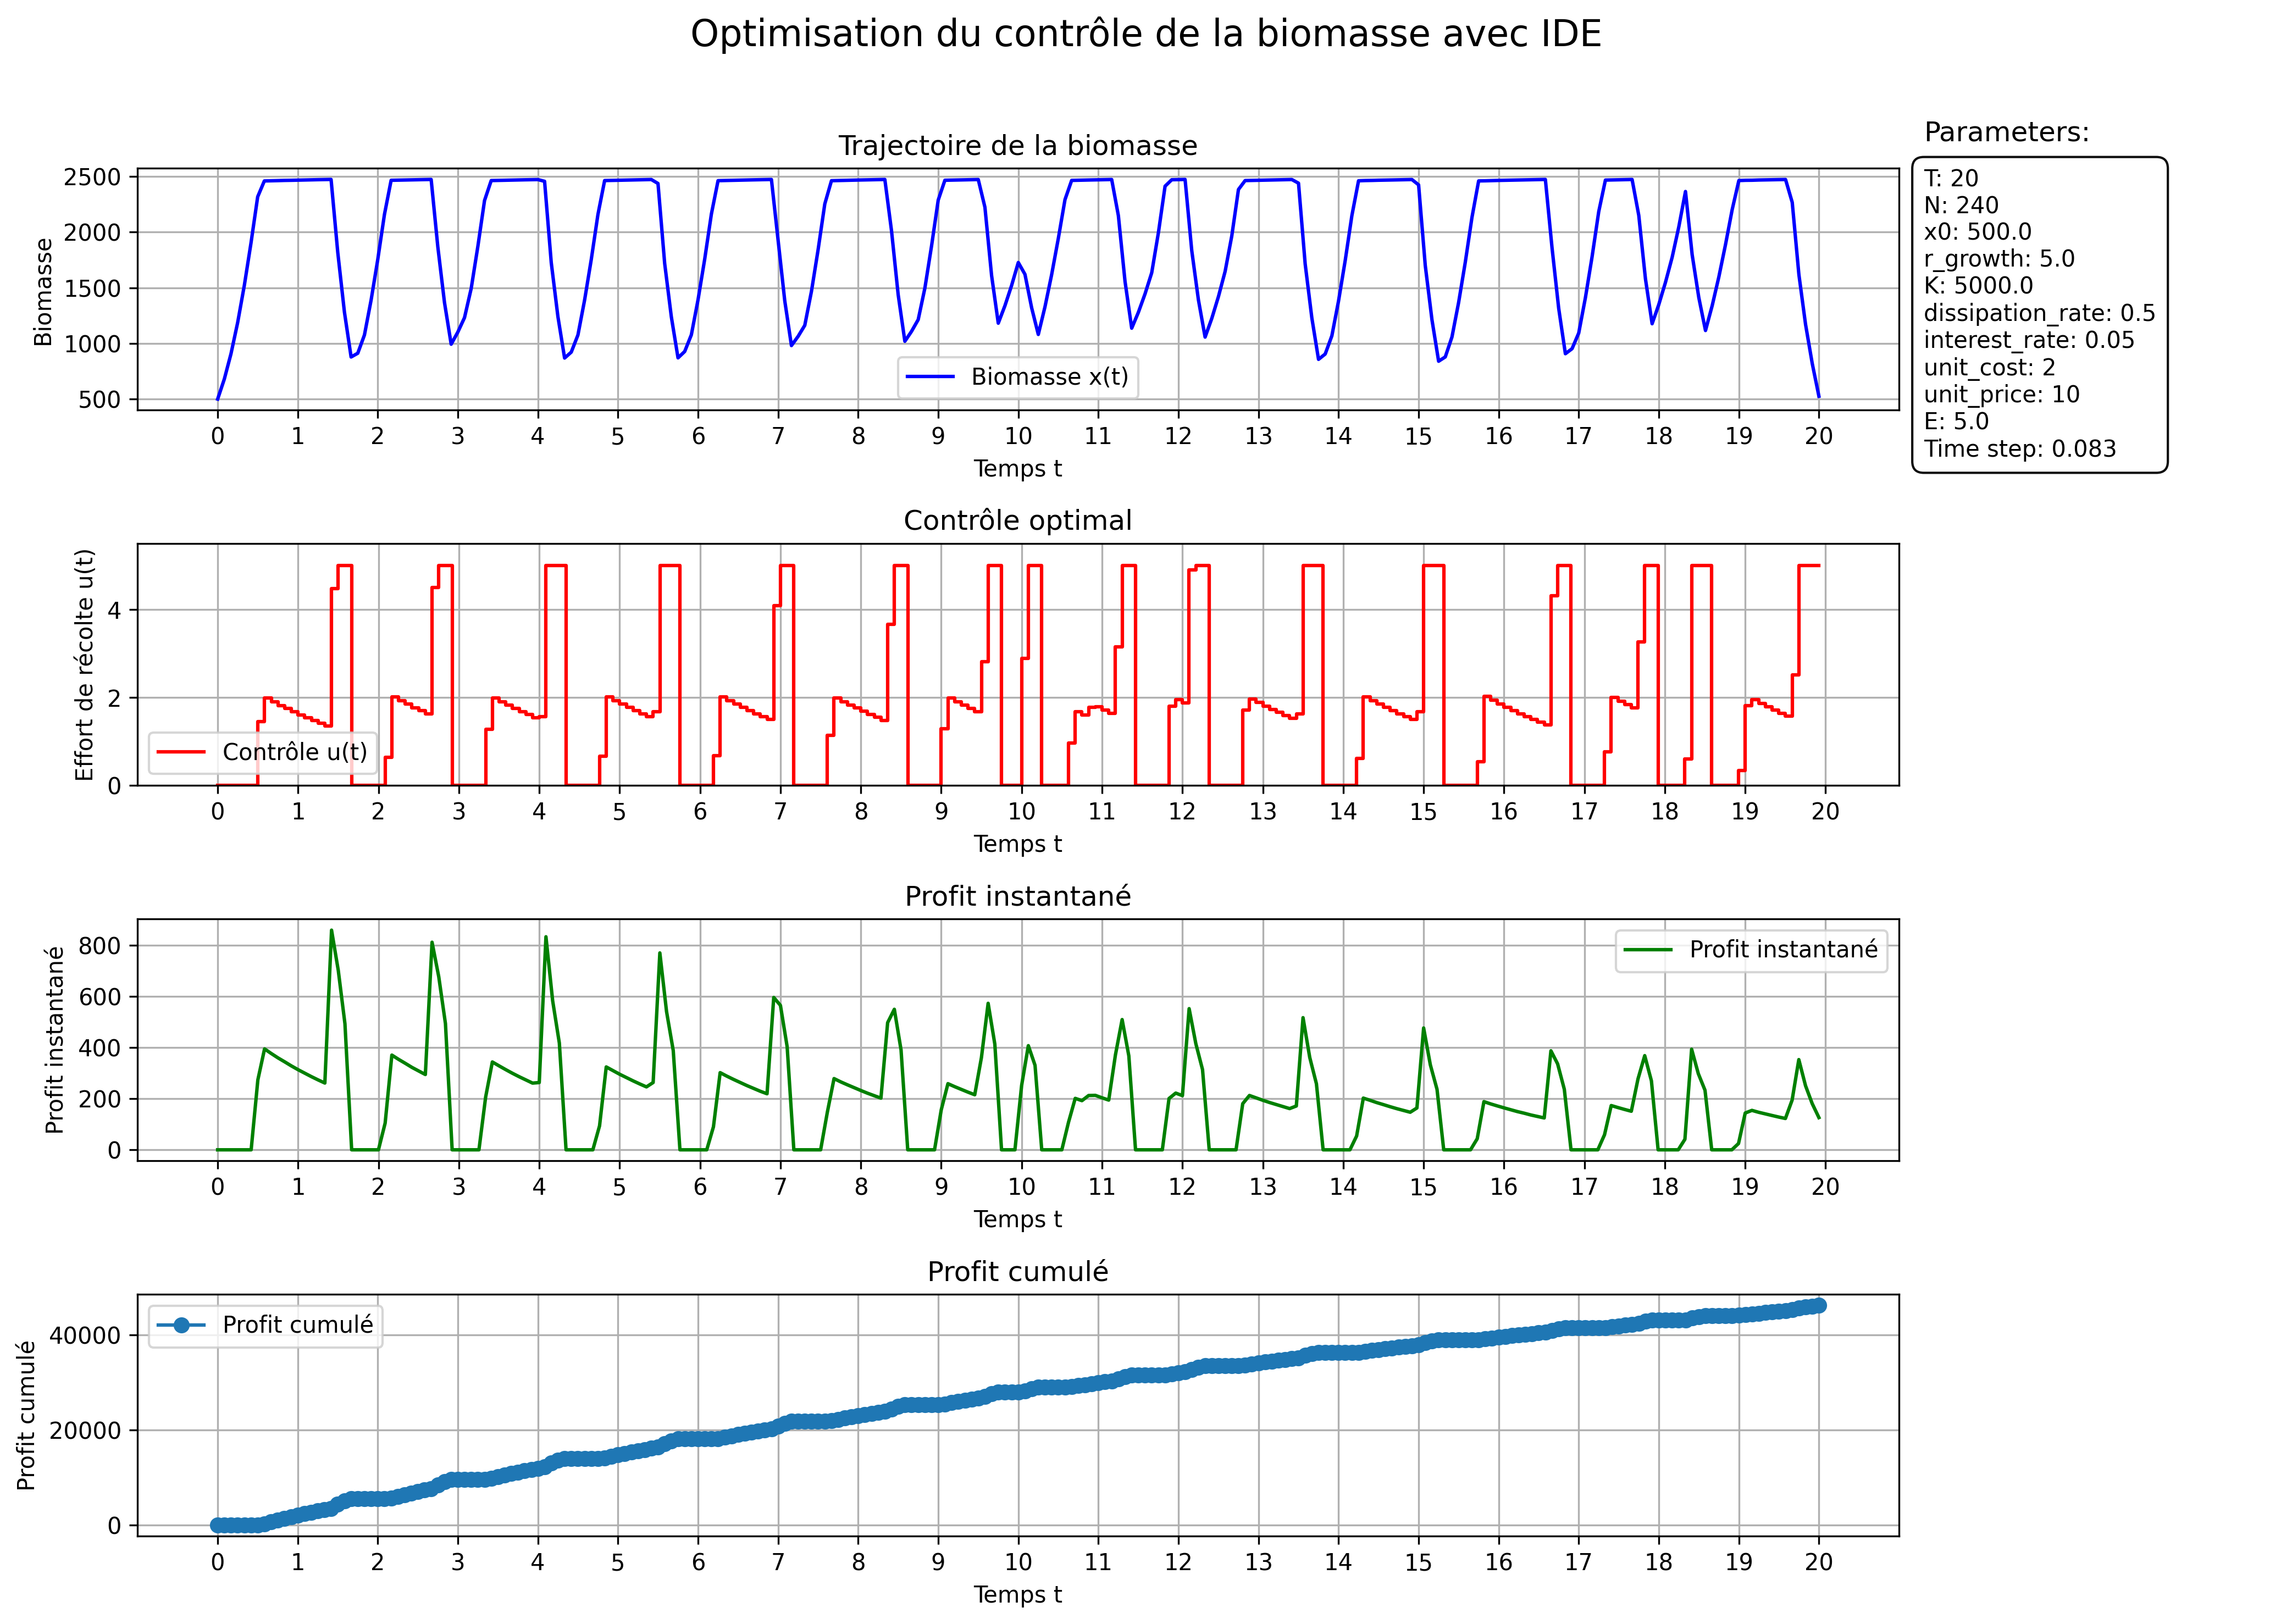 Optimisation du contrôle de la biomasse avec IDE
Trajectoire de la biomasse
Biomasse
2500
2000
1500
1000
500
Biomasse x(t)
0 1 2 3 4 5 6 7 8 9 10 11 12 13 14 15 16 17 18 19 20
Temps t
Parameters:
T: 20
N: 240
x0: 500.0
r_growth: 5.0
K: 5000.0
dissipation_rate: 0.5
interest_rate: 0.05
unit_cost: 2
unit_price: 10
E: 5.0
Time step: 0.083
Contrôle optimal
Effort de récolte u(t)
4
2
0
Contrôle u(t)
0 1 2 3 4 5 6 7 8 9 10 11 12 13 14 15 16 17 18 19 20
Temps t
Profit instantané
Profit instantané
800
600
400
200
0
Profit instantané
0 1 2 3 4 5 6 7 8 9 10 11 12 13 14 15 16 17 18 19 20
Temps t
Profit cumulé
Profit cumulé
40000
20000
0
Profit cumulé
0 1 2 3 4 5 6 7 8 9 10 11 12 13 14 15 16 17 18 19 20
Temps t